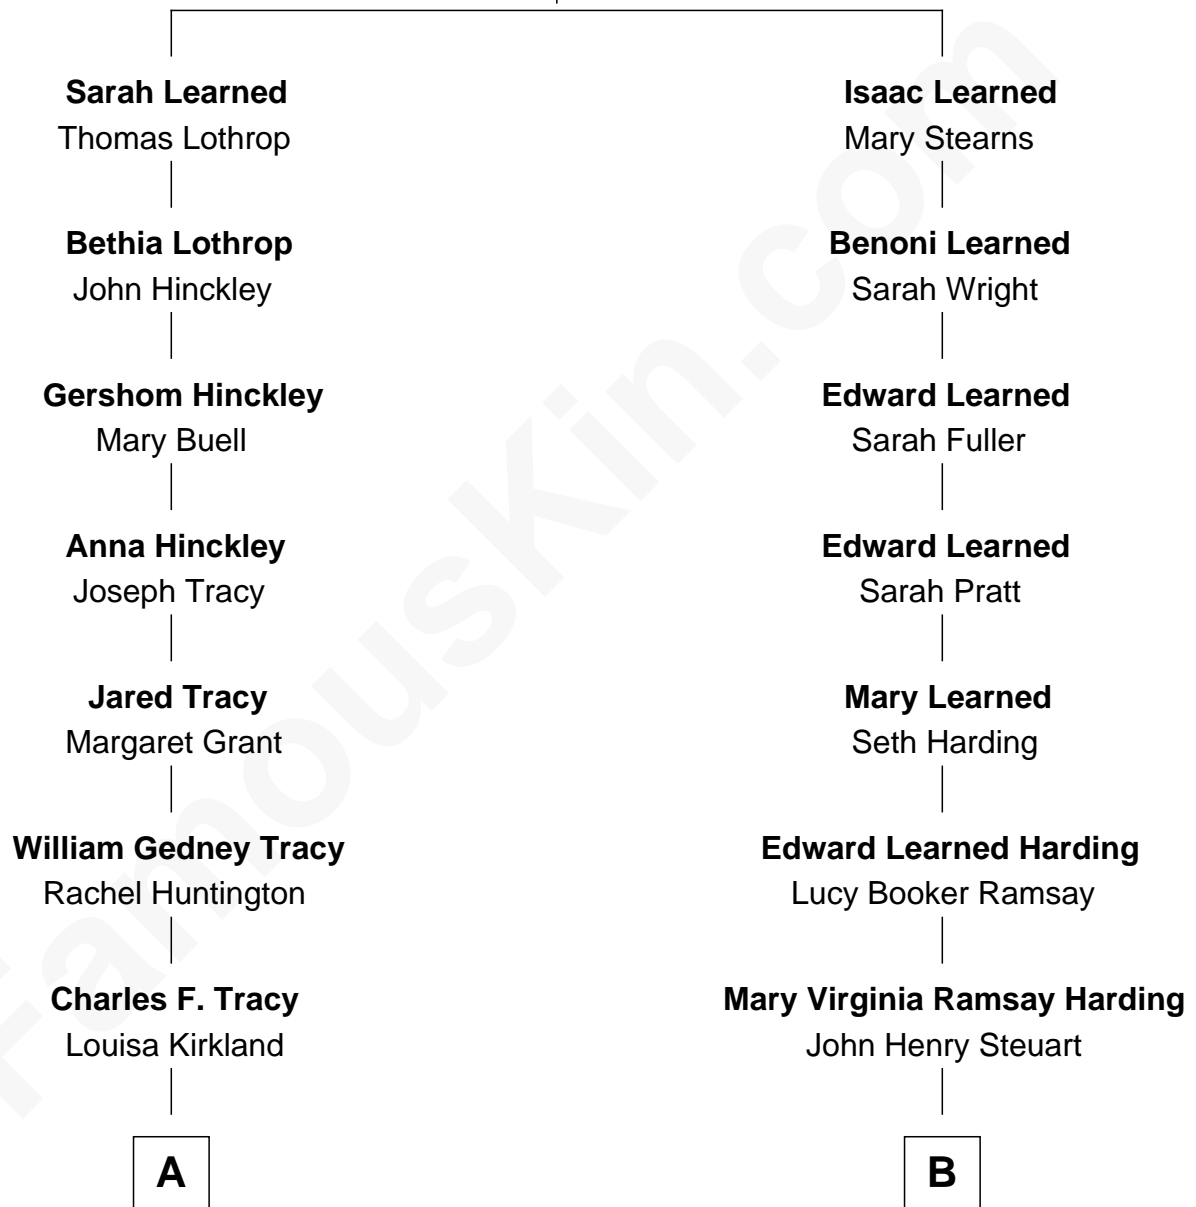 Sarah Learned
Thomas Lothrop
Bethia Lothrop
John Hinckley
Gershom Hinckley
Mary Buell
Anna Hinckley
Joseph Tracy
Jared Tracy
Margaret Grant
William Gedney Tracy
Rachel Huntington
Charles F. Tracy
Louisa Kirkland
A
Isaac Learned
Mary Stearns
Benoni Learned
Sarah Wright
Edward Learned
Sarah Fuller
Edward Learned
Sarah Pratt
Mary Learned
Seth Harding
Edward Learned Harding
Lucy Booker Ramsay
Mary Virginia Ramsay Harding
John Henry Steuart
B
FamousKin.com